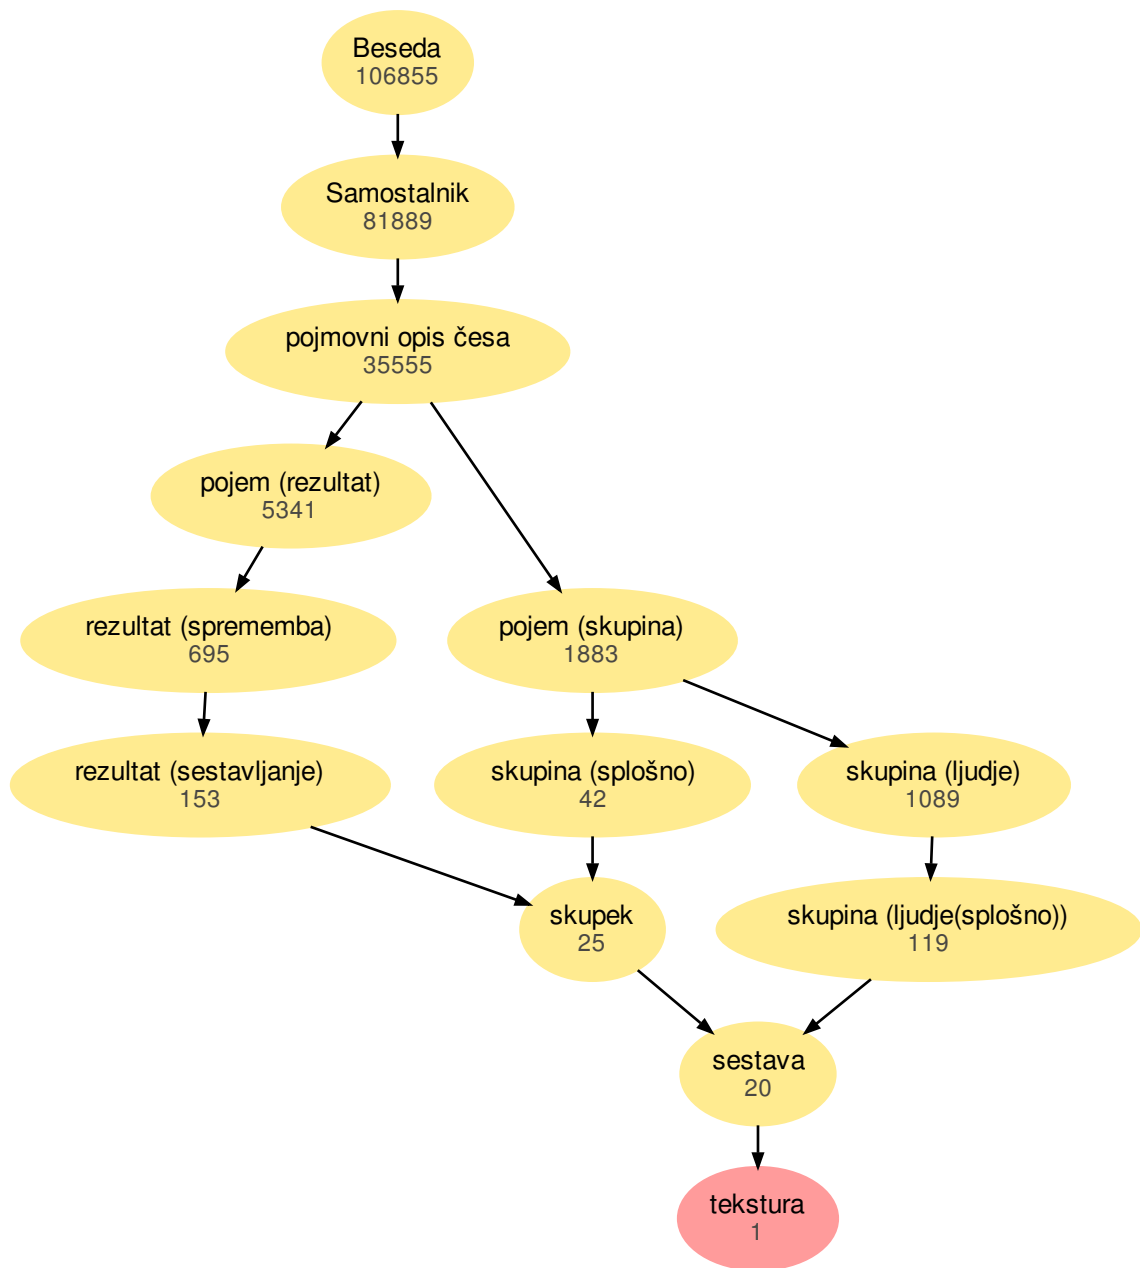 Beseda
106855
Samostalnik
81889
pojmovni opis česa
35555
pojem (rezultat)
5341
rezultat (sprememba)
695
pojem (skupina)
1883
rezultat (sestavljanje)
153
skupina (splošno)
42
skupina (ljudje)
1089
skupek
25
skupina (ljudje(splošno))
119
sestava
20
tekstura
1